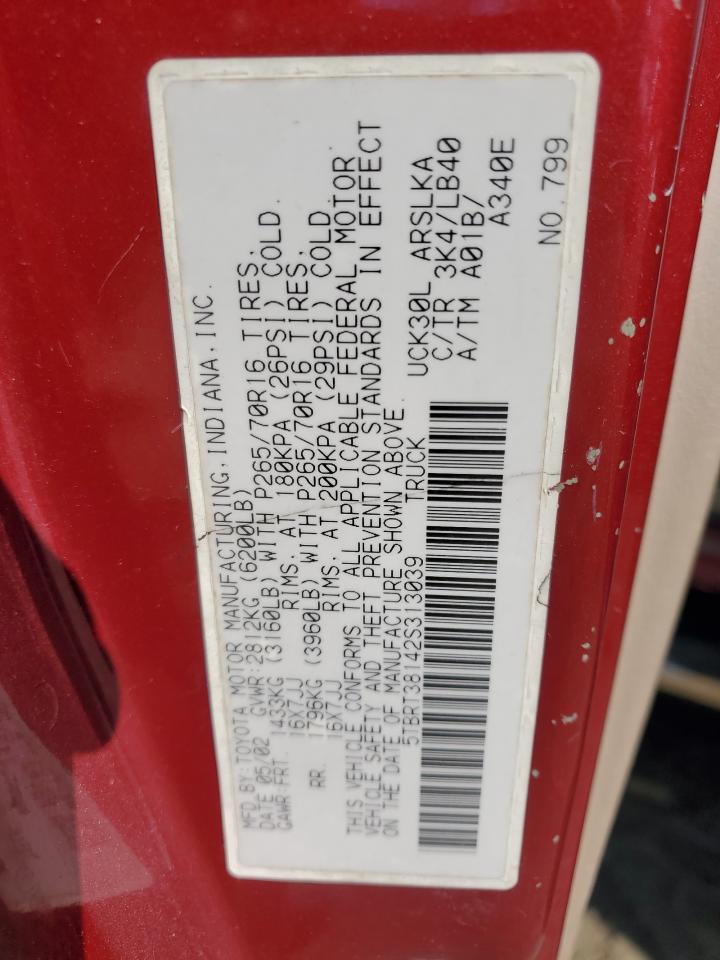 MFD.BY:TOYOTA MOTOR MANUFACTURING, INDIANA, INC.
DATE 05/02 GVWR:2812KG (6200LB)
GAWR FRT. 1433KG (3160LB) WITH P265/70R16 TIRES,
16X7JJ RIMS, AT 180KPA (26PSI) COLD.
RR. 1796KG (3960LB) WITH P265/70R16 TIRES,
16X7JJ RIMS, AT 200KPA (29PSI) COLD
THIS VEHICLE CONFORMS TO ALL APPLICABLE FEDERAL MOTOR
VEHICLE SAFETY AND THEFT PREVENTION STANDARDS IN EFFECT
ON THE DATE OF MANUFACTURE SHOWN ABOVE.
5TBRT38142S313039 TRUCK
UCK30L ARSLKA
C/TR 3K4/LB40
A/TM A01B/
A340E
NO. 799